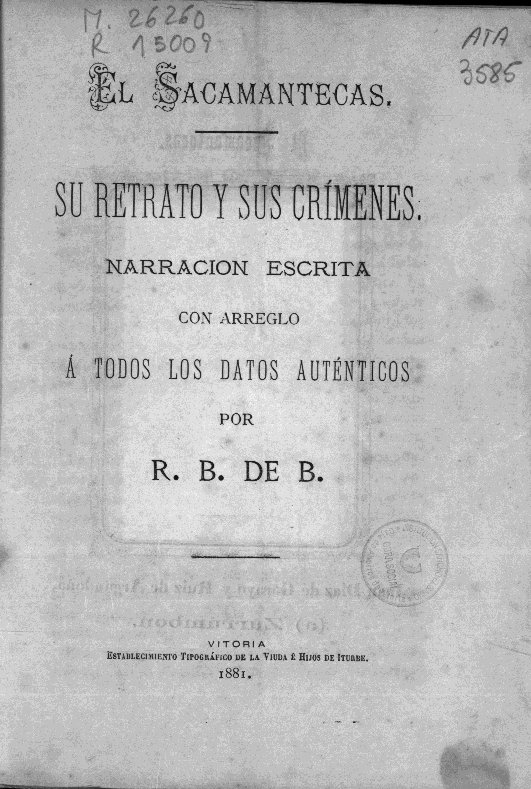 M. 26260
R 15009
ATA
3585
El Sacamantecas.
SU RETRATO Y SUS CRÍMENES.
NARRACION ESCRITA
CON ARREGLO
Á TODOS LOS DATOS AUTÉNTICOS
POR
R. B. DE B.
VITORIA
Establecimiento Tipográfico de la Viuda é Hijos de Iturbe.
1881.